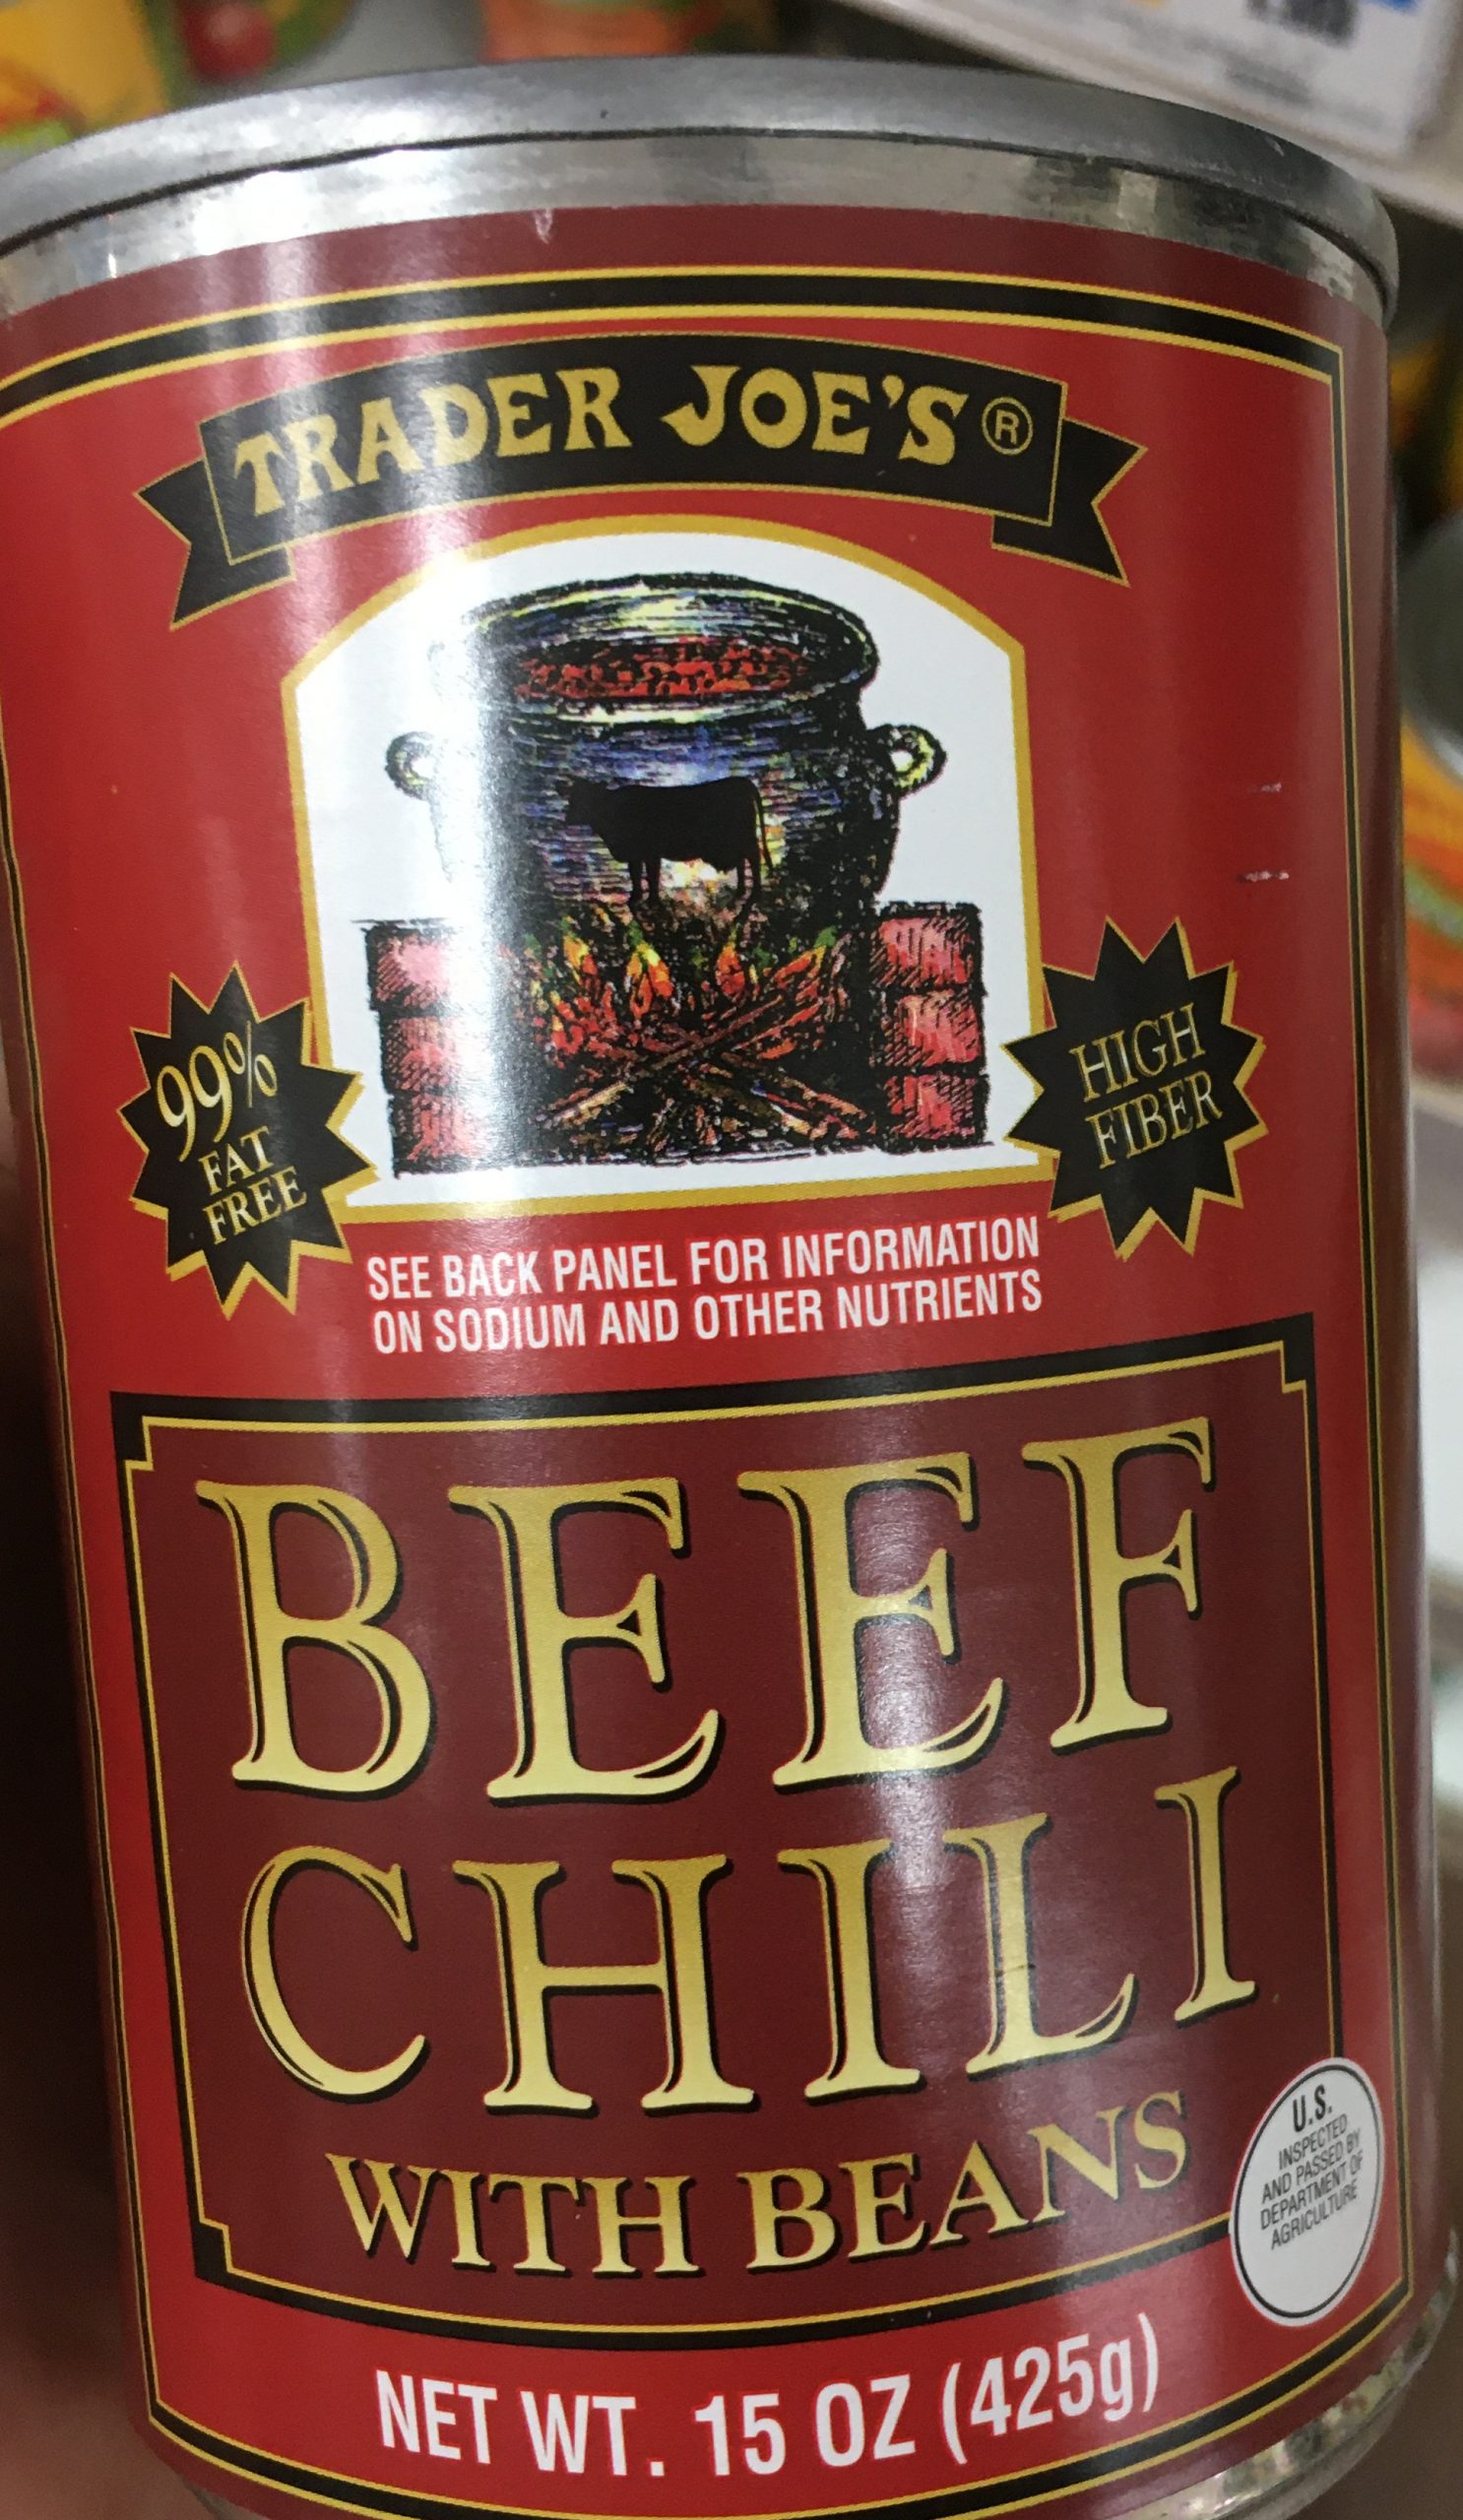 TRADER JOE'S®
99%
FAT
FREE
HIGH
FIBER
SEE BACK PANEL FOR INFORMATION
ON SODIUM AND OTHER NUTRIENTS
BEEF
CHILI
WITH BEANS
U.S.
INSPECTED
AND PASSED BY
DEPARTMENT OF
AGRICULTURE
NET WT. 15 OZ (425g)